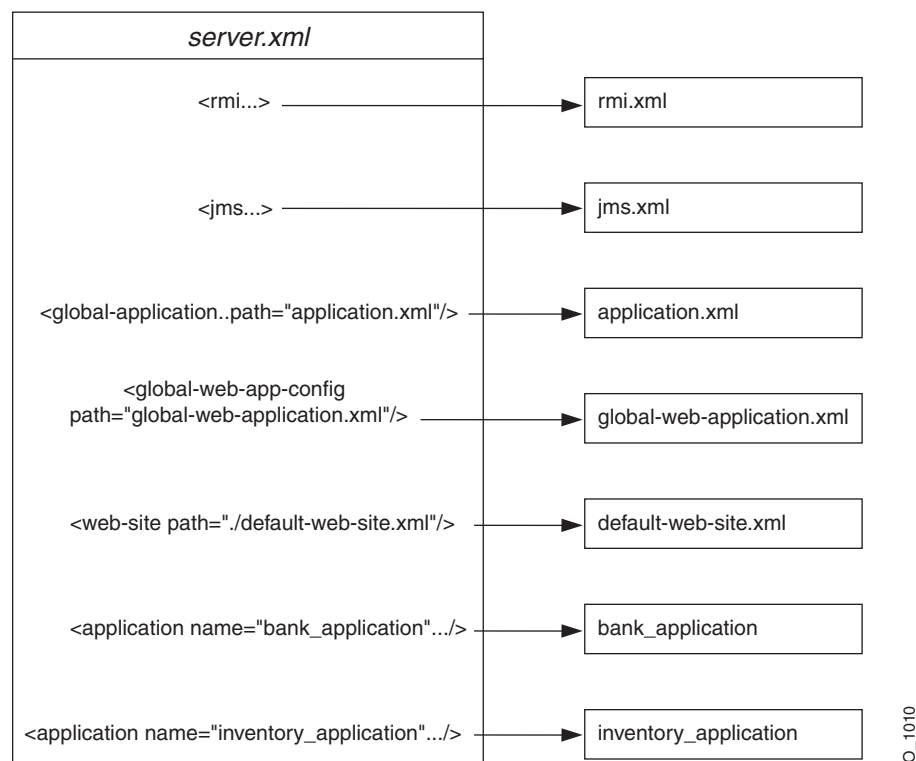 server.xml
<rmi...>
rmi.xml
<jms...>
jms.xml
<global-application..path="application.xml"/>
application.xml
<global-web-app-config
path="global-web-application.xml"/>
global-web-application.xml
<web-site path="./default-web-site.xml"/>
default-web-site.xml
<application name="bank_application".../>
bank_application
<application name="inventory_application".../>
inventory_application
O_1010